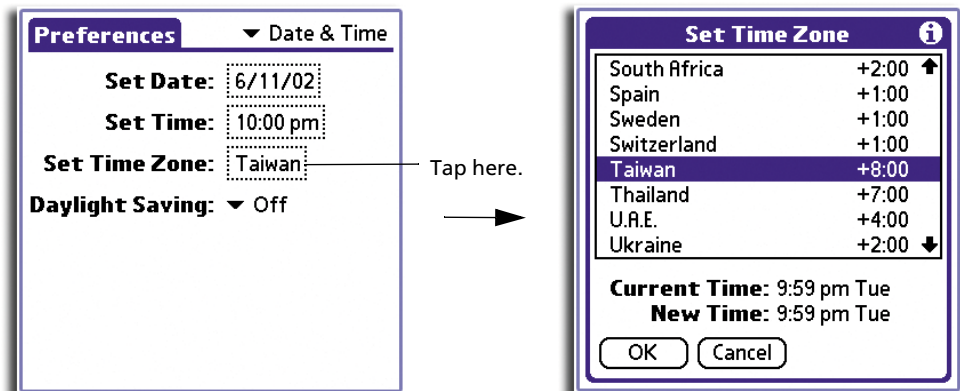 Preferences
Date & Time
Set Date: 6/11/02
Set Time: 10:00 pm
Set Time Zone: Taiwan
Daylight Saving: Off
Tap here.
Set Time Zone
South Africa +2:00
Spain +1:00
Sweden +1:00
Switzerland +1:00
Taiwan +8:00
Thailand +7:00
U.A.E. +4:00
Ukraine +2:00
Current Time: 9:59 pm Tue
New Time: 9:59 pm Tue
OK
Cancel